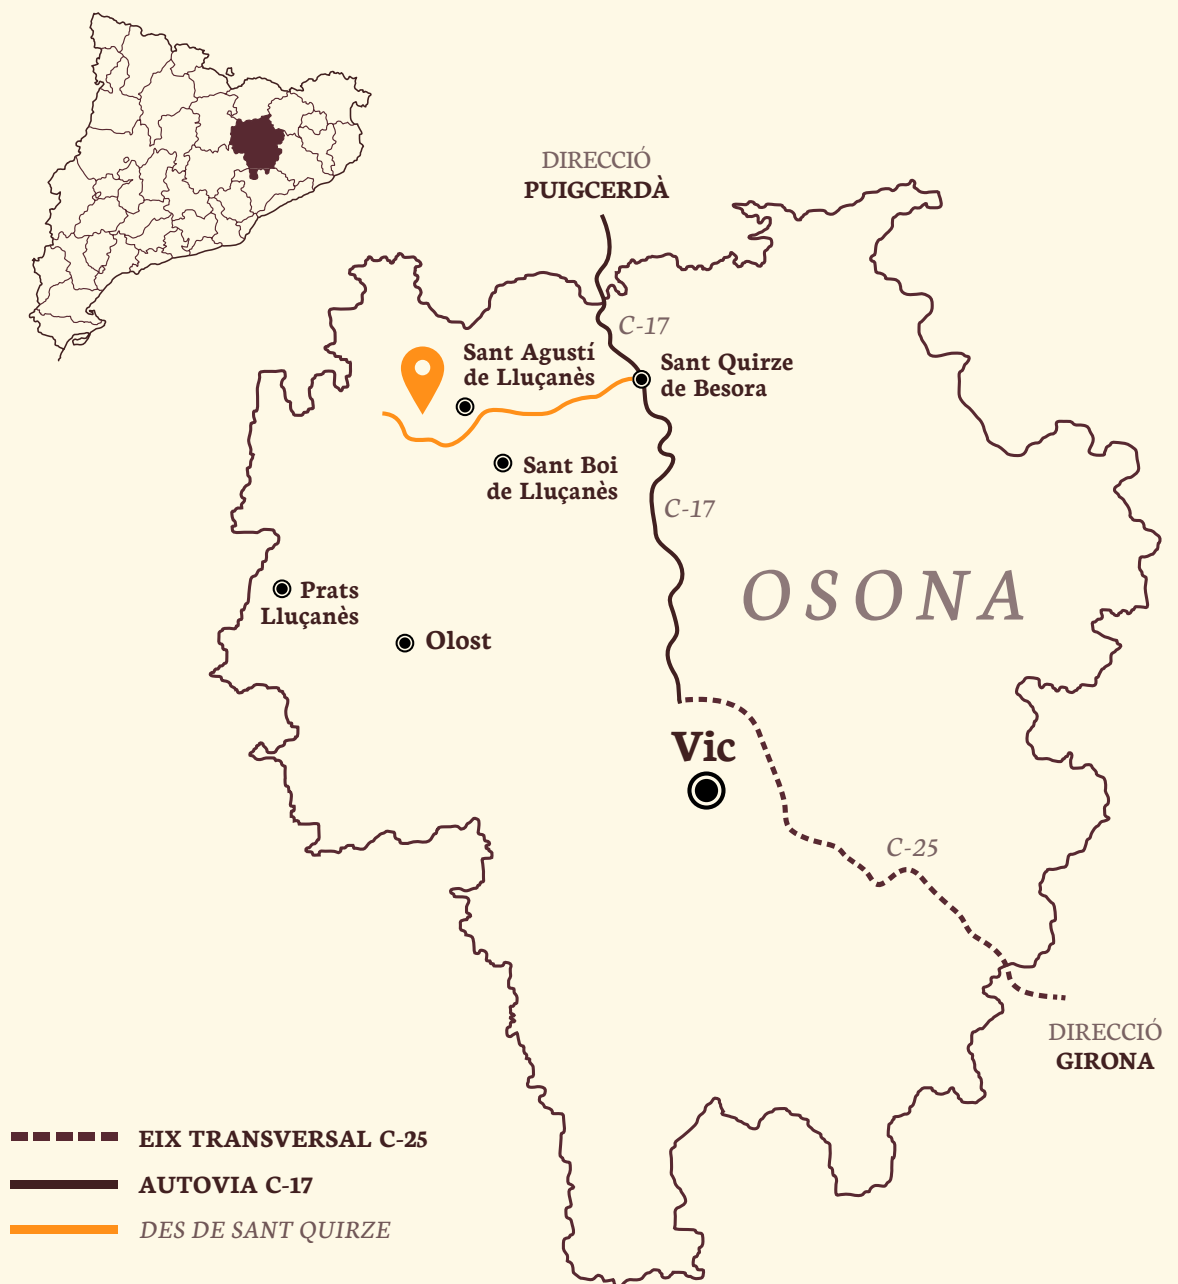 DIRECCIÓ
PUIGCERDÀ
C-17
Sant Agustí
de Lluçanès
Sant Quirze
de Besora
Sant Boi
de Lluçanès
C-17
OSONA
Prats
Lluçanès
Olost
Vic
C-25
DIRECCIÓ
GIRONA
EIX TRANSVERSAL C-25
AUTOVIA C-17
DES DE SANT QUIRZE